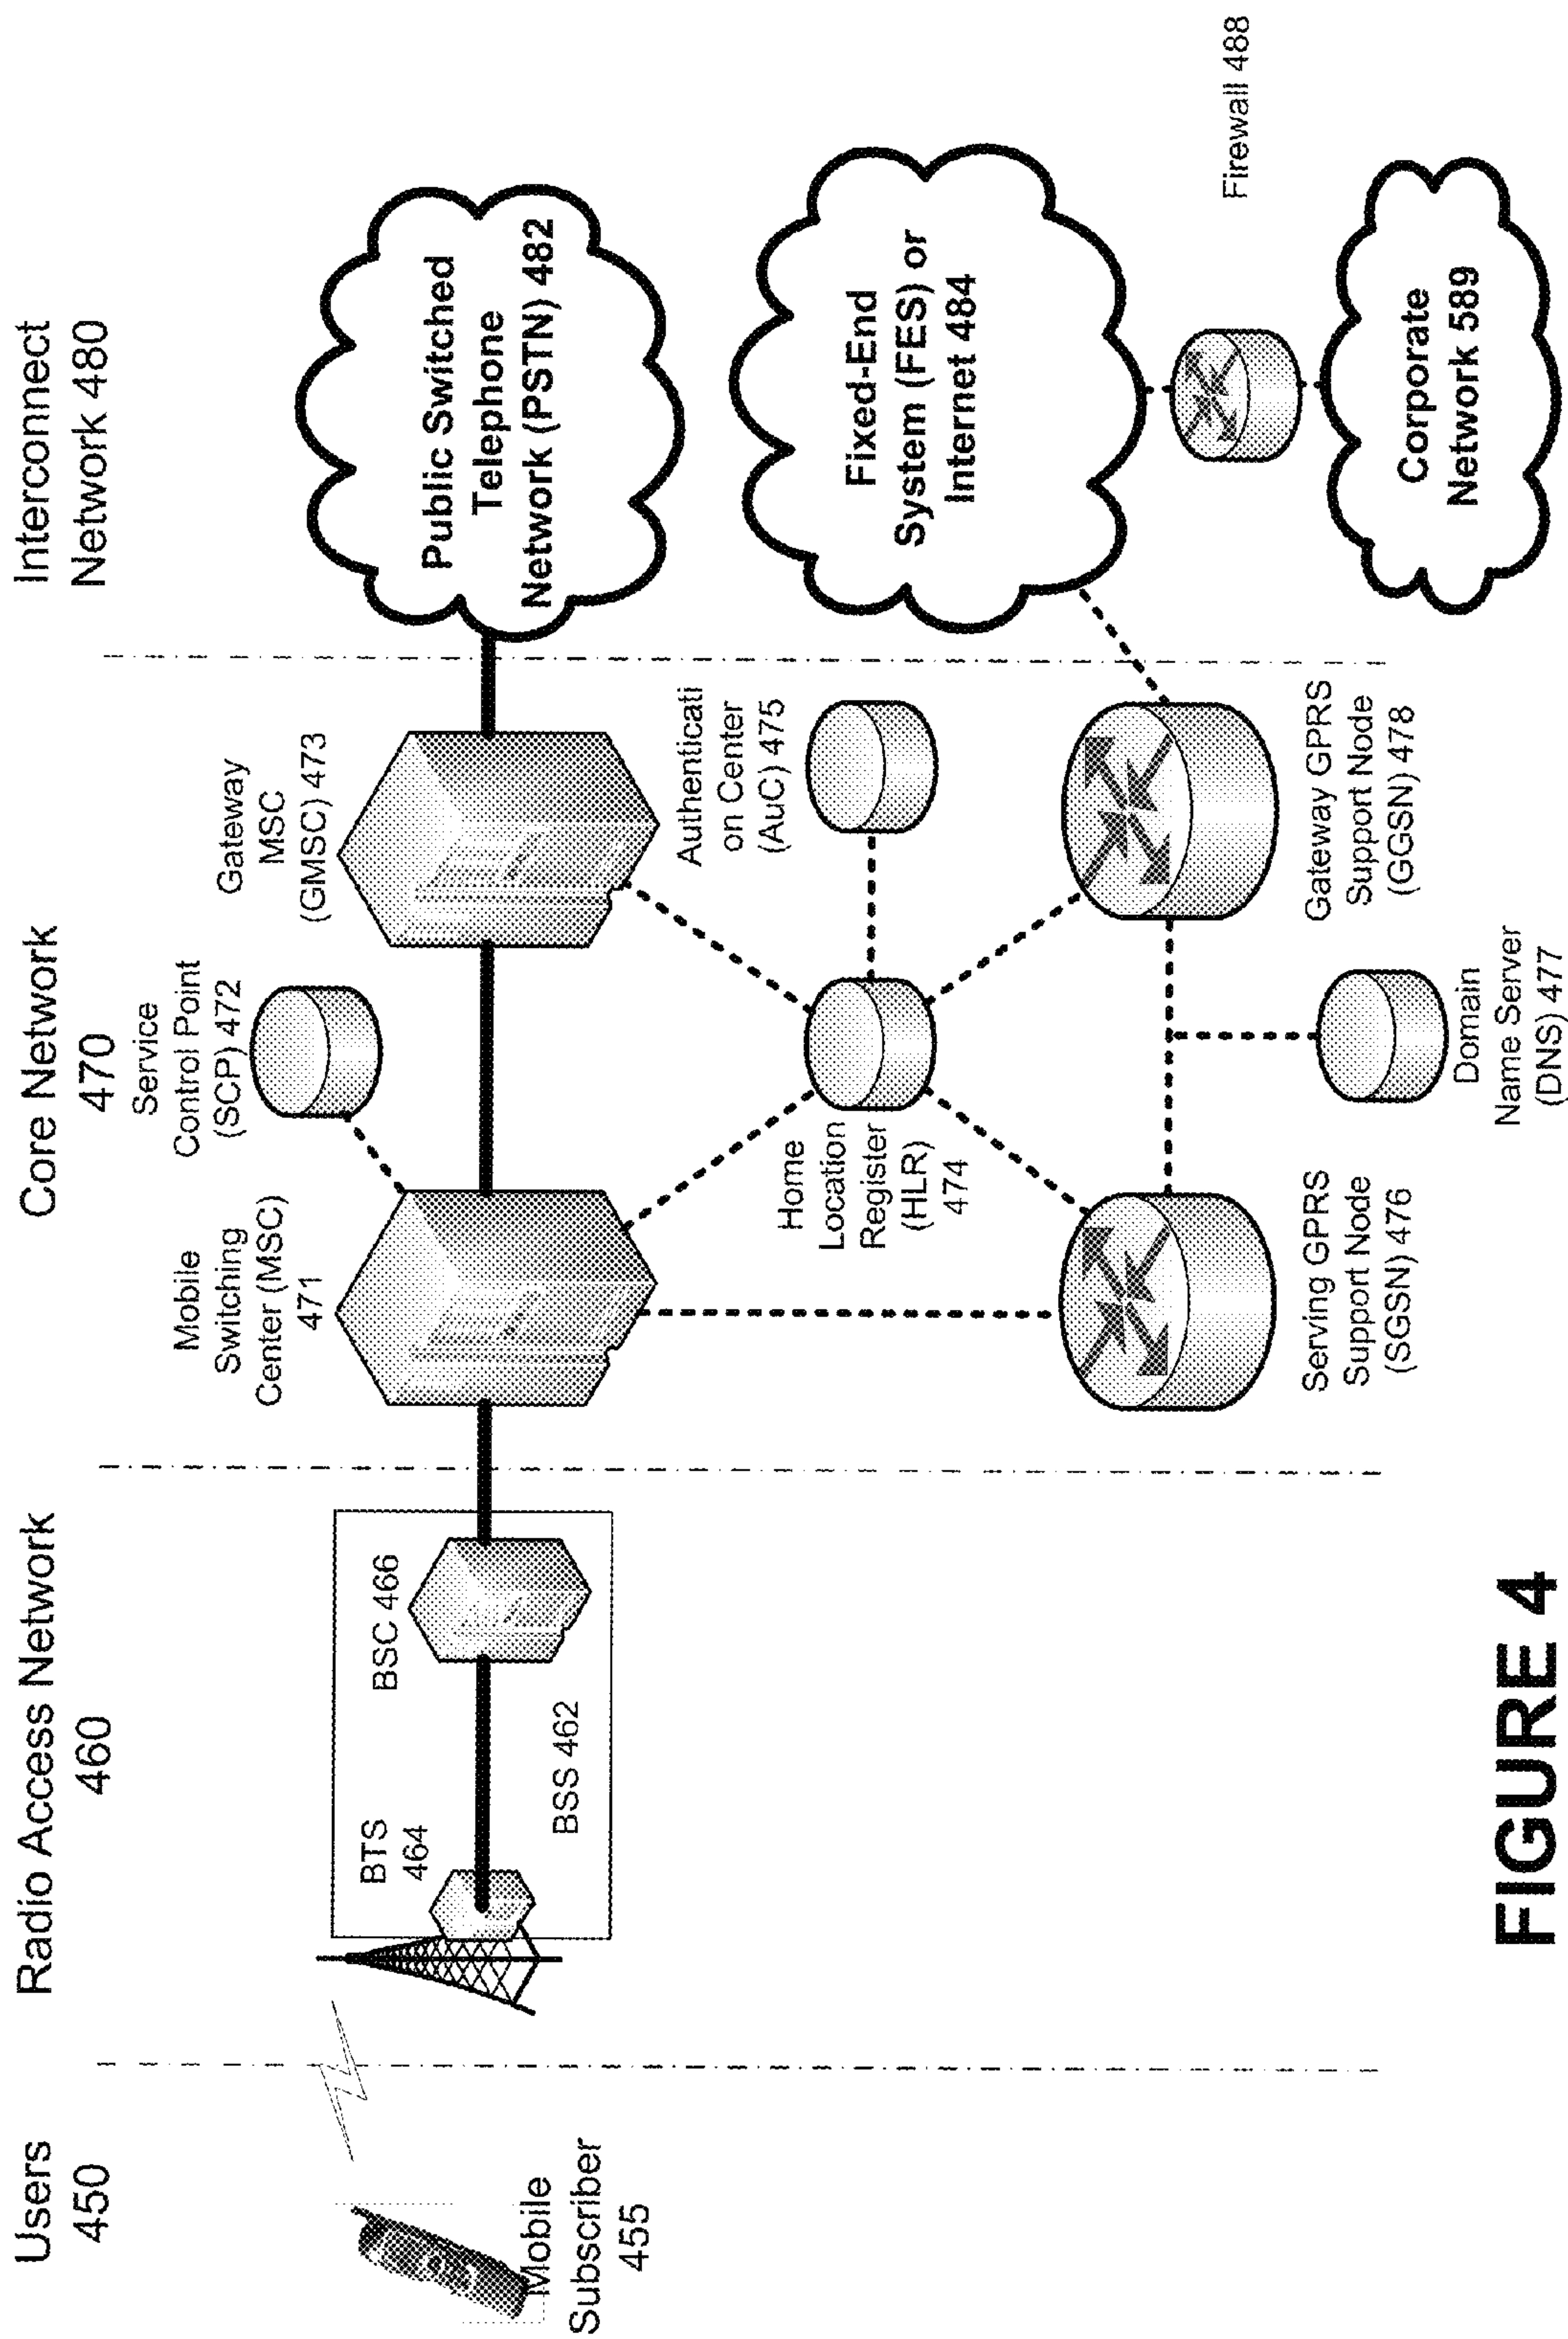 Users
450
Radio Access Network
460
Core Network
470
Interconnect
Network 480
Mobile
Subscriber
455
BTS
464
BSC 466
BSS 462
Mobile
Switching
Center (MSC)
471
Service
Control Point
(SCP) 472
Gateway
MSC
(GMSC) 473
Home
Location
Register
(HLR)
474
Authenticati
on Center
(AuC) 475
Serving GPRS
Support Node
(SGSN) 476
Domain
Name Server
(DNS) 477
Gateway GPRS
Support Node
(GGSN) 478
Public Switched
Telephone
Network (PSTN) 482
Fixed-End
System (FES) or
Internet 484
Firewall 488
Corporate
Network 589
FIGURE 4